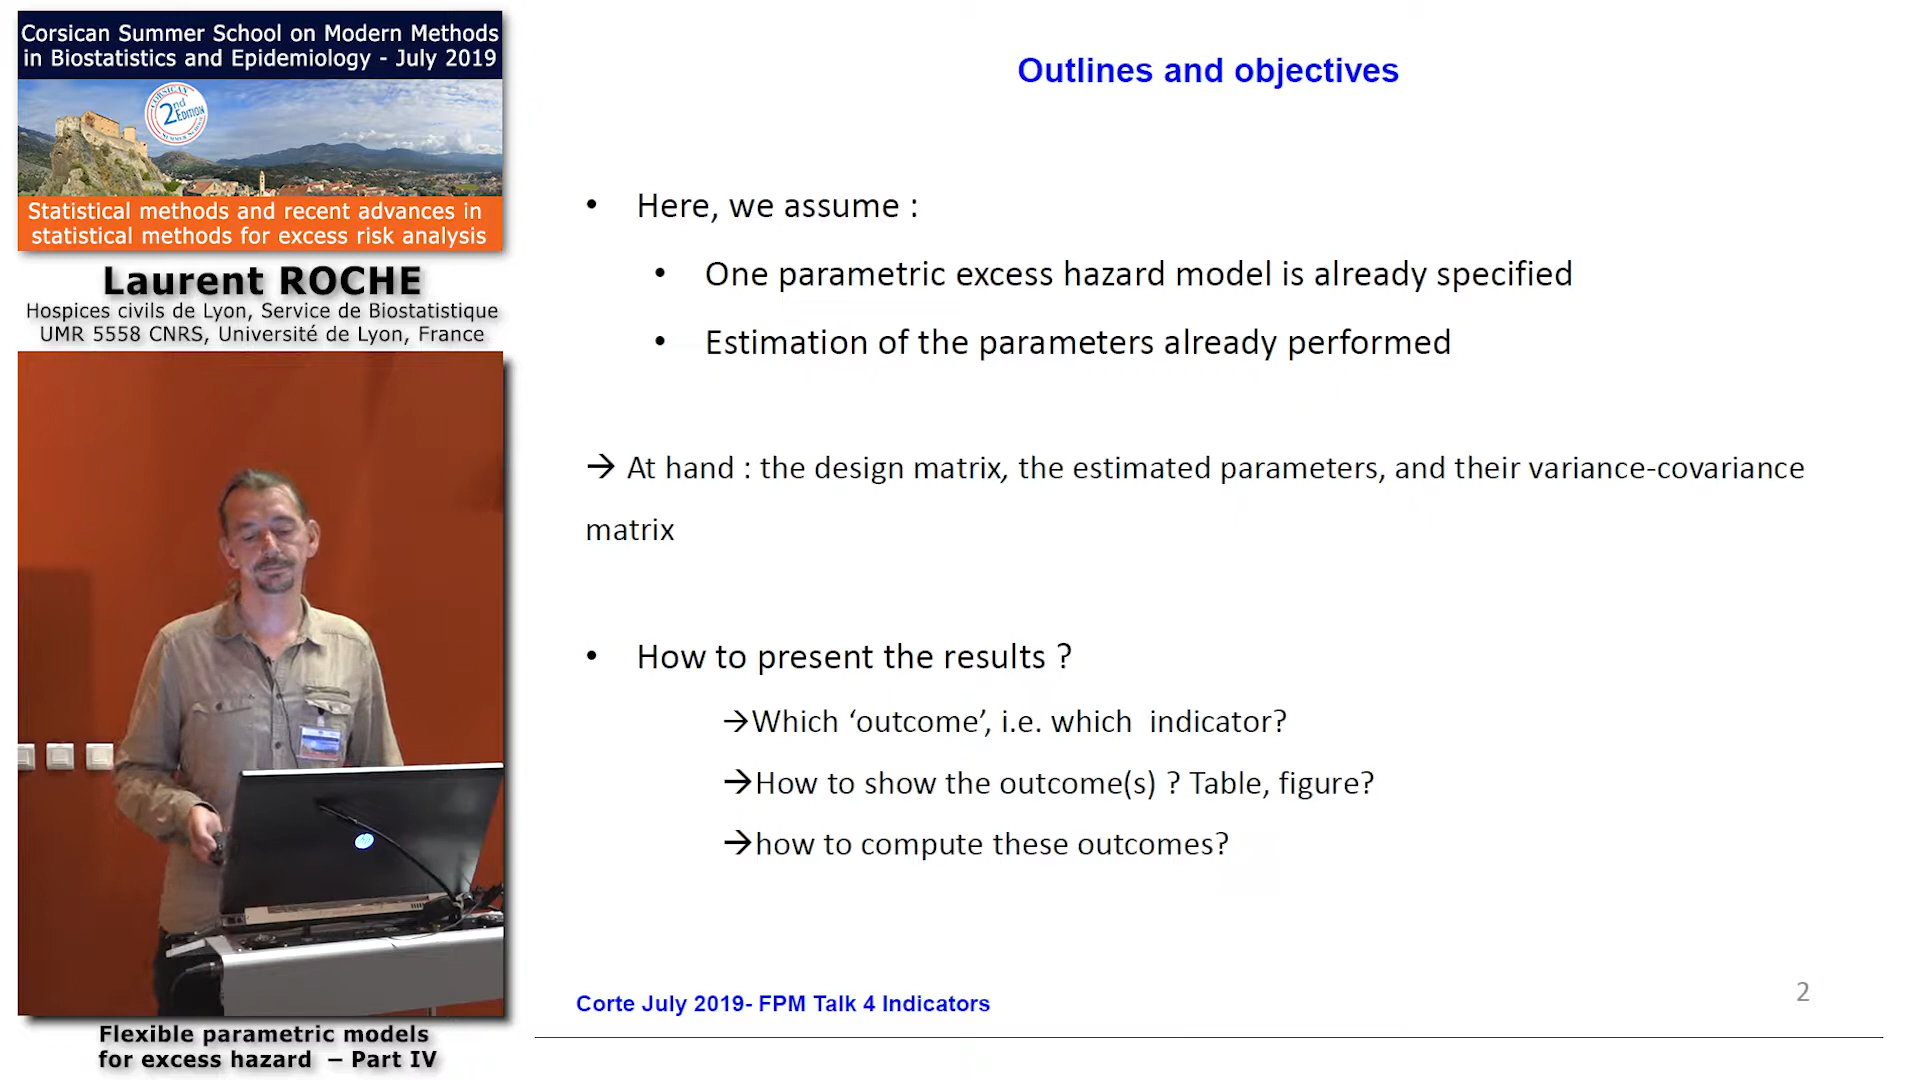 Corsican Summer School on Modern Methods
in Biostatistics and Epidemiology - July 2019
CORSICAN
2nd
EDITION
SUMMER SCHOOL
Statistical methods and recent advances in
statistical methods for excess risk analysis
Laurent ROCHE
Hospices civils de Lyon, Service de Biostatistique
UMR 5558 CNRS, Université de Lyon, France
Flexible parametric models
for excess hazard – Part IV
Outlines and objectives
• Here, we assume :
• One parametric excess hazard model is already specified
• Estimation of the parameters already performed
→ At hand : the design matrix, the estimated parameters, and their variance-covariance
matrix
• How to present the results ?
→Which ‘outcome’, i.e. which indicator?
→How to show the outcome(s) ? Table, figure?
→how to compute these outcomes?
Corte July 2019- FPM Talk 4 Indicators
2